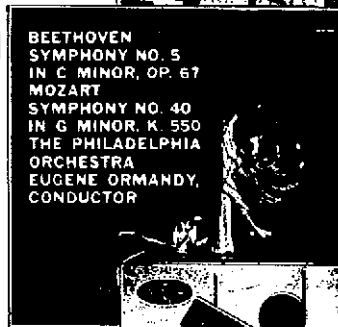 BEETHOVEN
SYMPHONY NO. 5
IN C MINOR, OP. 67
MOZART
SYMPHONY NO. 40
IN G MINOR, K. 550
THE PHILADELPHIA
ORCHESTRA
EUGENE ORMANDY,
CONDUCTOR